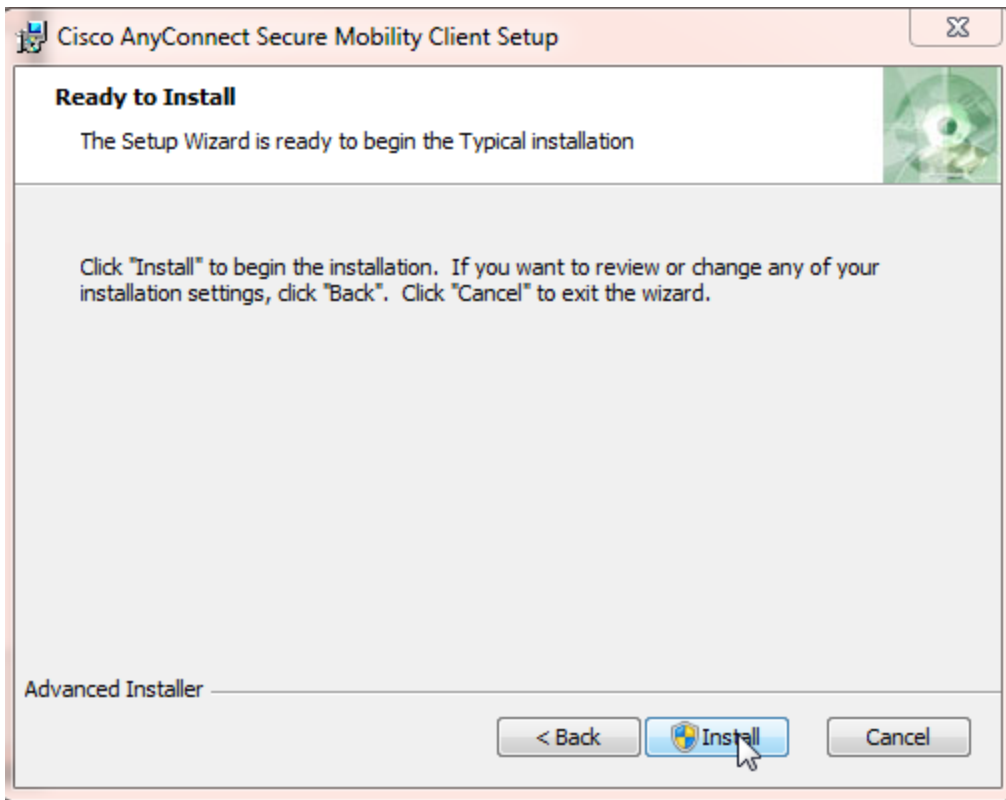 Cisco AnyConnect Secure Mobility Client Setup
Ready to Install
The Setup Wizard is ready to begin the Typical installation
Click "Install" to begin the installation.  If you want to review or change any of your
installation settings, click "Back".  Click "Cancel" to exit the wizard.
Advanced Installer
< Back Install Cancel